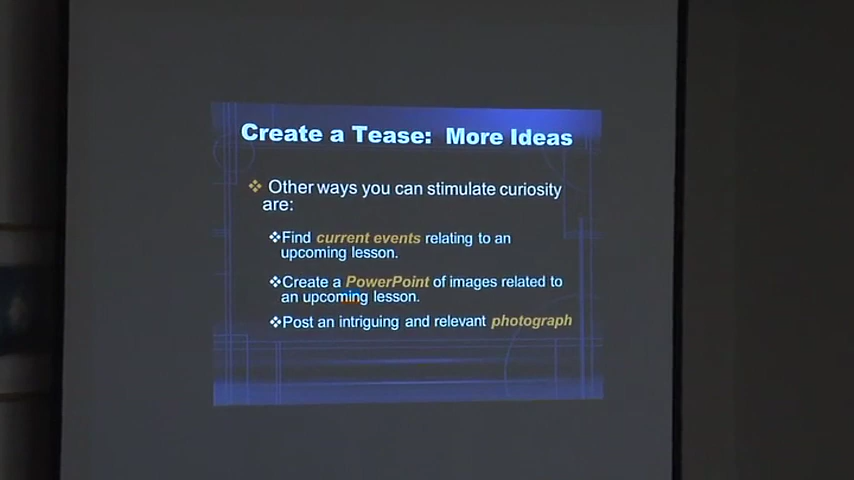 Create a Tease: More Ideas
Other ways you can stimulate curiosity
are:
Find current events relating to an
upcoming lesson.
Create a PowerPoint of images related to
an upcoming lesson.
Post an intriguing and relevant photograph